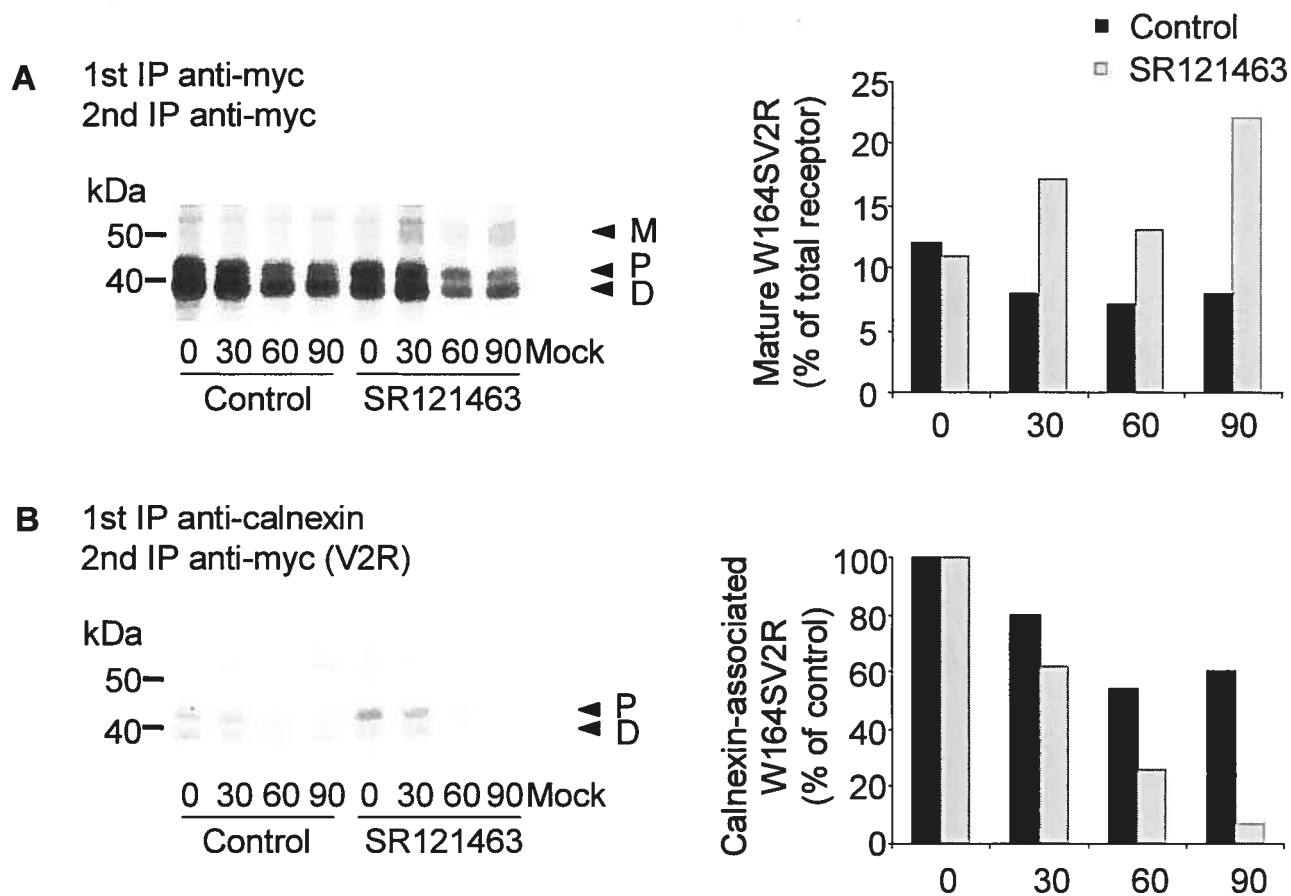 A
1st IP anti-myc
2nd IP anti-myc
kDa
50
40
M
P
D
0 30 60 90 0 30 60 90 Mock
Control SR121463
Control
SR121463
Mature W164SV2R
(% of total receptor)
25
20
15
10
5
0
0 30 60 90
B
1st IP anti-calnexin
2nd IP anti-myc (V2R)
kDa
50
40
P
D
0 30 60 90 0 30 60 90 Mock
Control SR121463
Calnexin-associated
W164SV2R
(% of control)
100
80
60
40
20
0
0 30 60 90